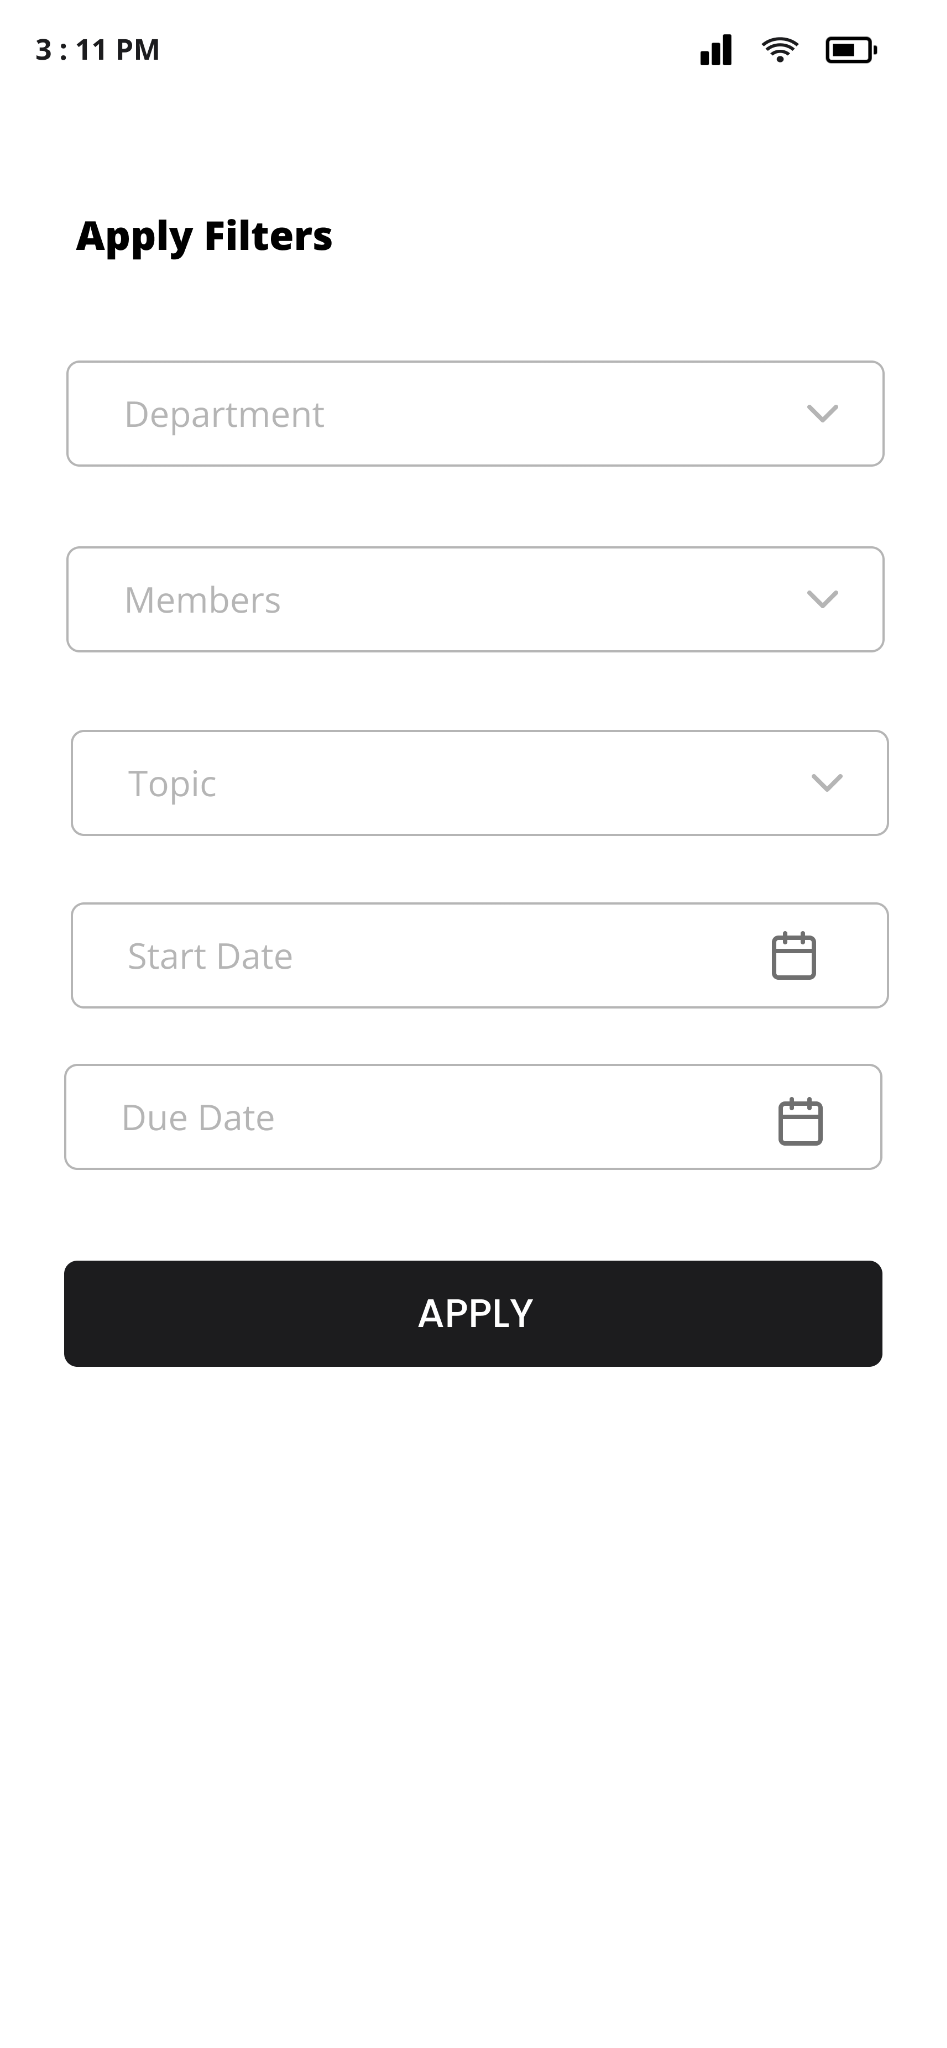 3 : 11 PM
Apply Filters
Department
Members
Topic
Start Date
Due Date
APPLY